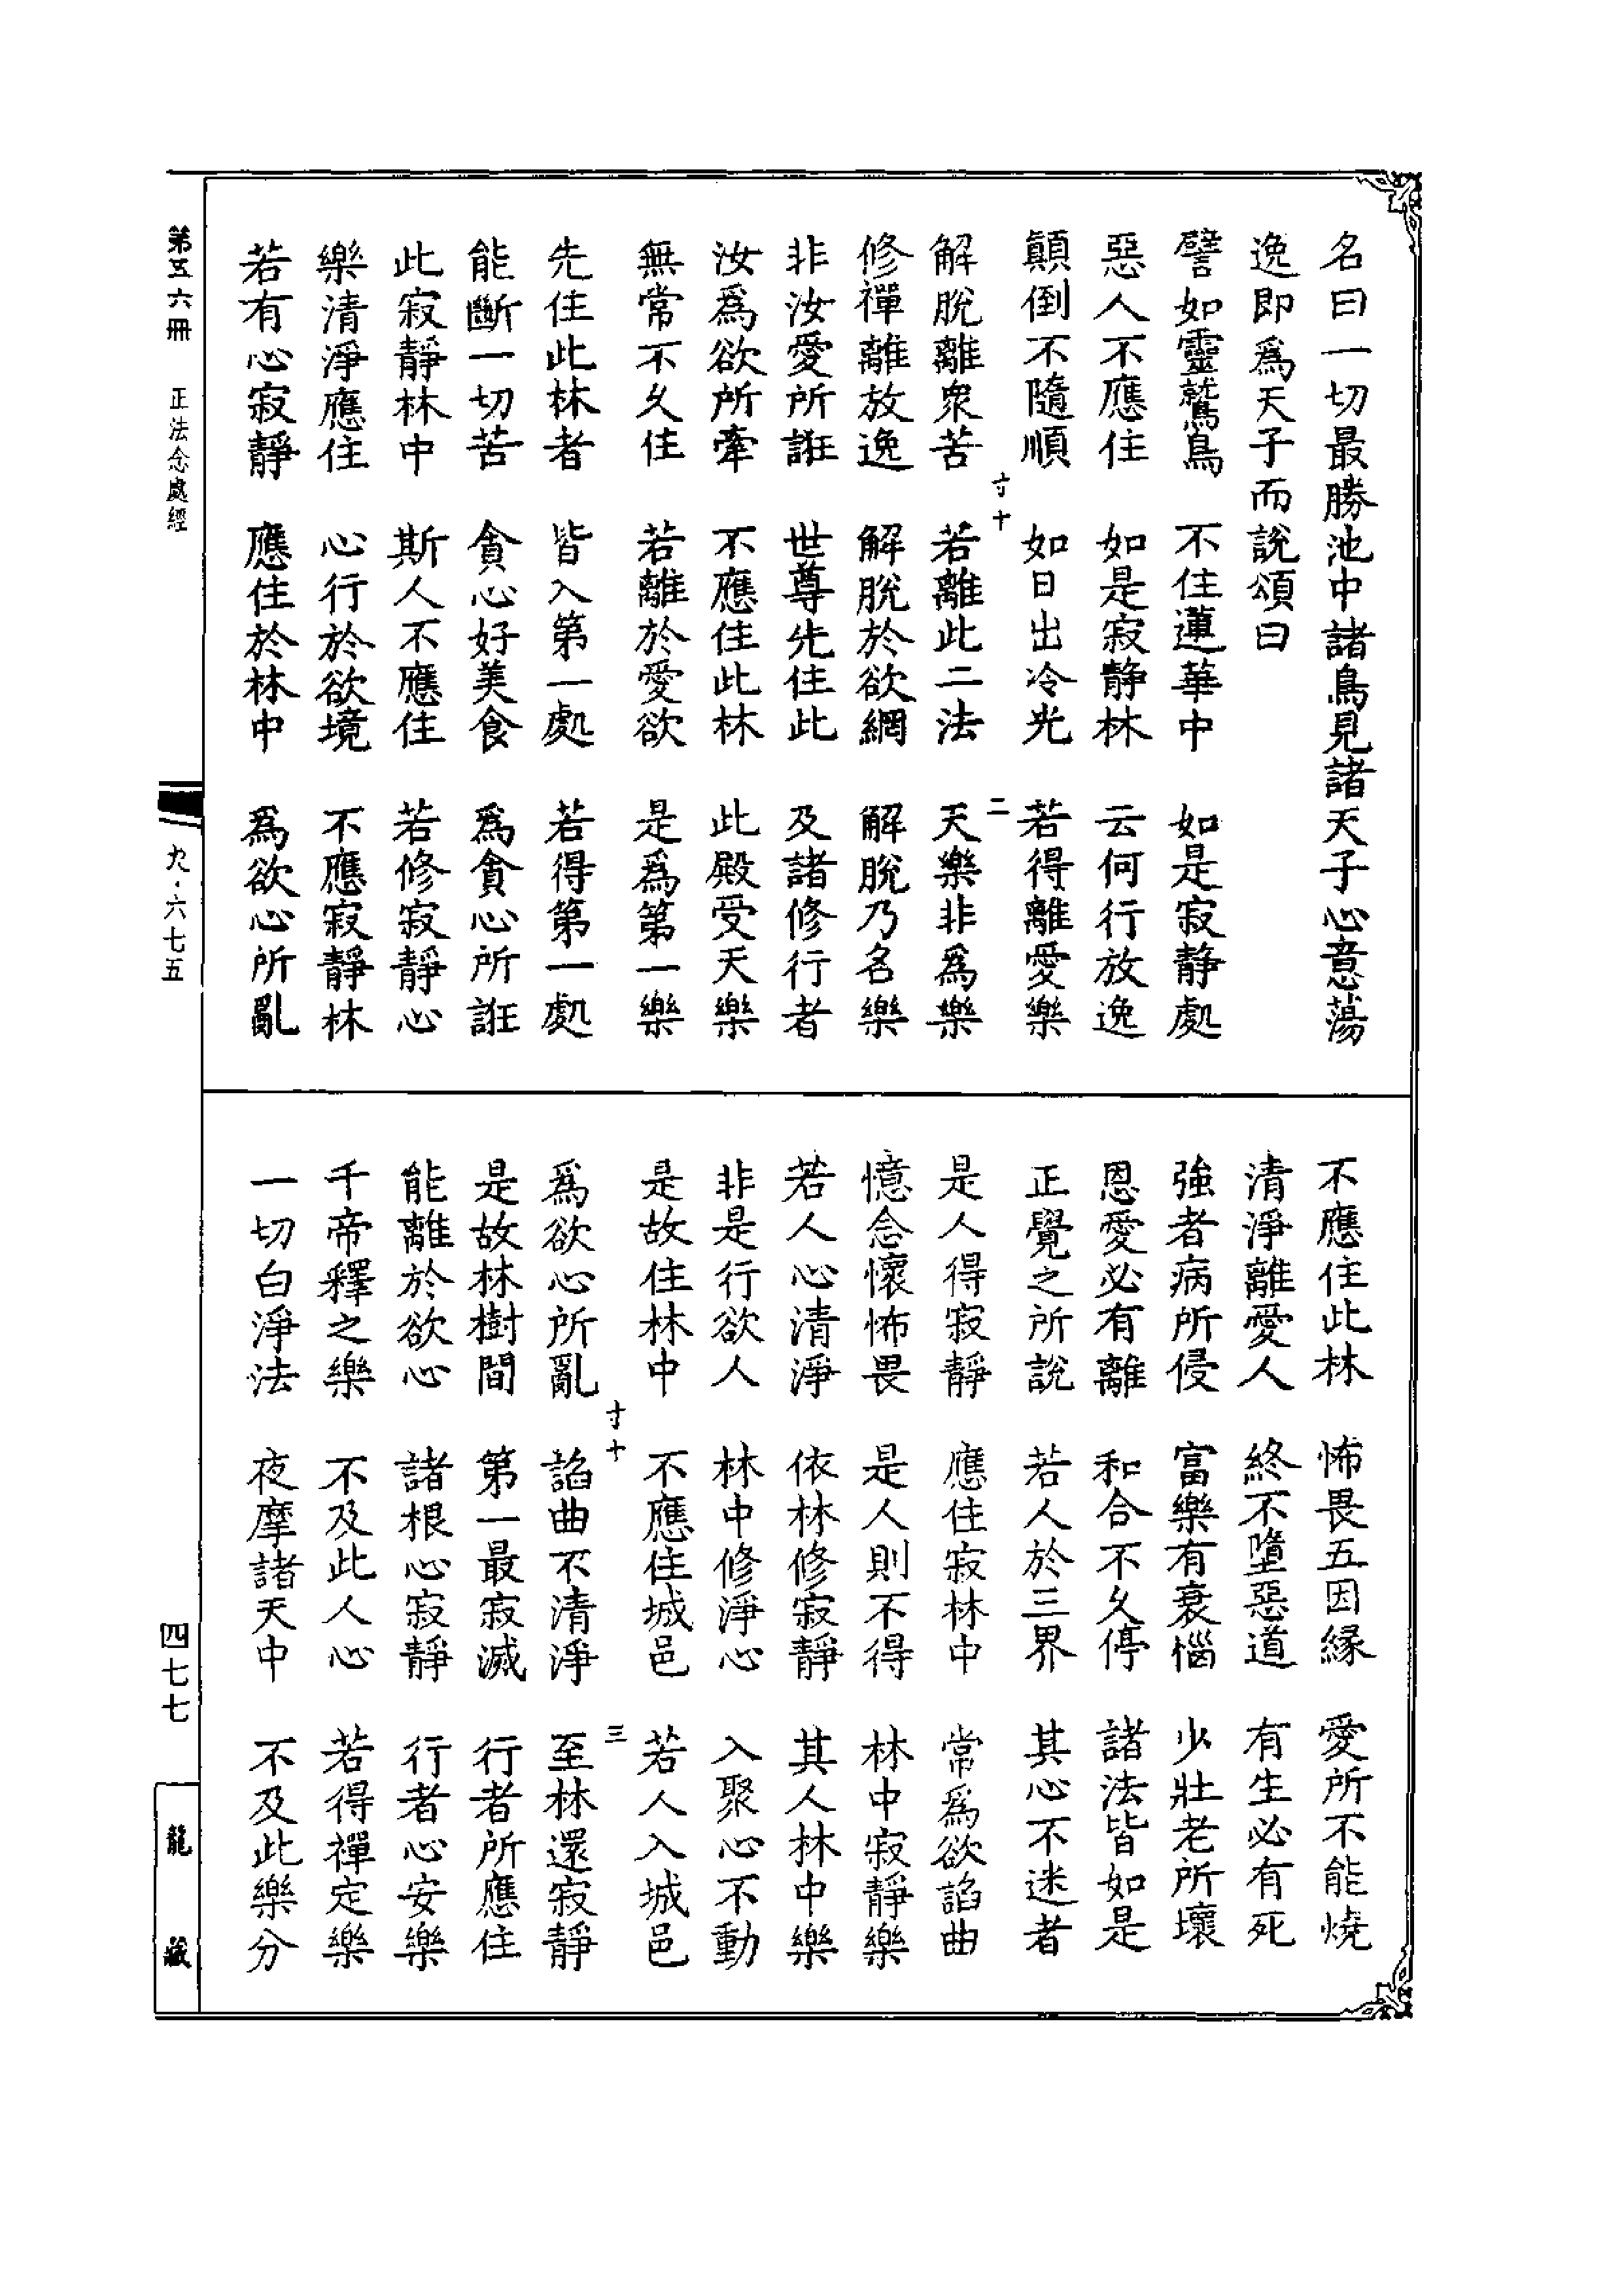 名曰一切最勝池中諸鳥見諸天子心意蕩
逸即爲天子而說頌曰
譬如靈鷲鳥　不住蓮華中　如是寂靜處
惡人不應住　如是寂靜林　云何行放逸
顛倒不隨順　如日出冷光　若得離愛樂
寸十　二
解脫離衆苦　若離此二法　天樂非爲樂
修禪離放逸　解脫於欲網　解脫乃名樂
非汝愛所誑　世尊先住此　及諸修行者
汝爲欲所牽　不應住此林　此殿受天樂
無常不久住　若離於愛欲　是爲第一樂
先住此林者　皆入第一處　若得第一處
能斷一切苦　貪心好美食　爲貪心所誑
此寂靜林中　斯人不應住　若修寂靜心
樂清淨應住　心行於欲境　不應寂靜林
若有心寂靜　應住於林中　爲欲心所亂
不應住此林　怖畏五因緣　愛所不能燒
清淨離愛人　終不墮惡道　有生必有死
強者病所侵　富樂有衰惱　少壯老所壞
恩愛必有離　和合不久停　諸法皆如是
正覺之所說　若人於三界　其心不迷者
是人得寂靜　應住寂林中　常爲欲諂曲
憶念懷怖畏　是人則不得　林中寂靜樂
若人心清淨　依林修寂靜　其人林中樂
非是行欲人　林中修淨心　入聚心不動
是故住林中　不應住城邑　若人入城邑
寸十　三
爲欲心所亂　諂曲不清淨　至林還寂靜
是故林樹間　第一最寂滅　行者所應住
能離於欲心　諸根心寂靜　行者心安樂
千帝釋之樂　不及此人心　若得禪定樂
一切白淨法　夜摩諸天中　不及此樂分
第五六冊　正法念處經　九·六七五　四七七　龍藏